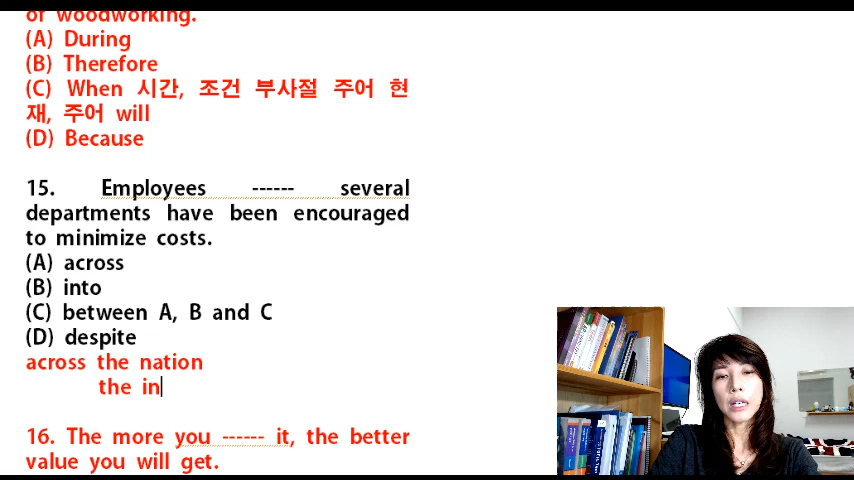 of woodworking.
(A) During
(B) Therefore
(C) When 시간, 조건 부사절 주어 현
재, 주어 will
(D) Because
15. Employees ------ several
departments have been encouraged
to minimize costs.
(A) across
(B) into
(C) between A, B and C
(D) despite
across the nation
the in
16. The more you ------ it, the better
value you will get.